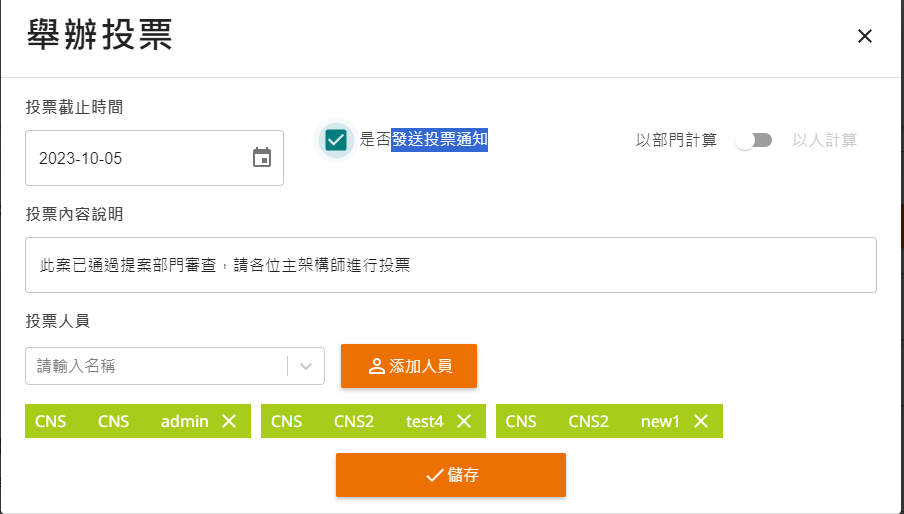 舉辦投票
投票截止時間
2023-10-05
是否發送投票通知
以部門計算
以人計算
投票內容說明
此案已通過提案部門審查，請各位主架構師進行投票
投票人員
請輸入名稱
添加人員
CNS CNS admin
CNS CNS2 test4
CNS CNS2 new1
儲存